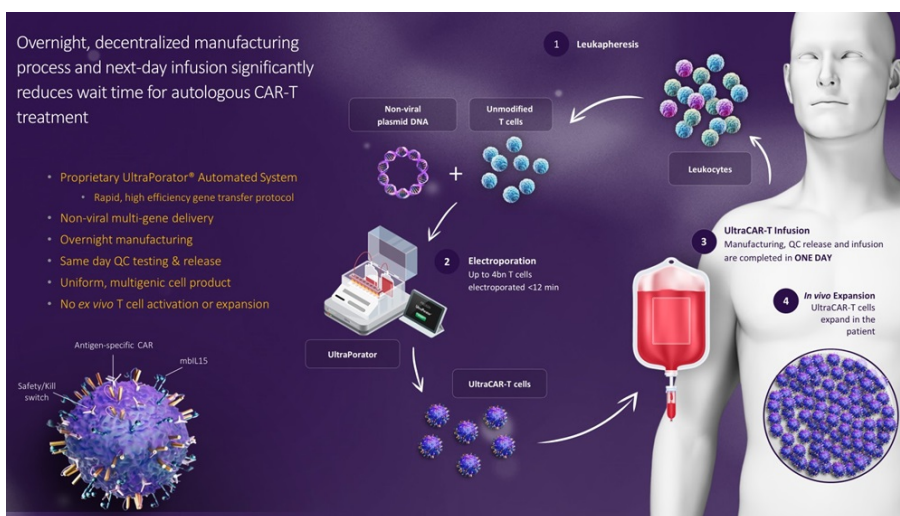 Overnight, decentralized manufacturing
process and next-day infusion significantly
reduces wait time for autologous CAR-T
treatment
• Proprietary UltraPorator® Automated System
• Rapid, high efficiency gene transfer protocol
• Non-viral multi-gene delivery
• Overnight manufacturing
• Same day QC testing & release
• Uniform, multigenic cell product
• No ex vivo T cell activation or expansion
Antigen-specific CAR
mbIL15
Safety/Kill
switch
1 Leukapheresis
Leukocytes
Non-viral
plasmid DNA
+
Unmodified
T cells
2 Electroporation
Up to 4bn T cells
electroporated <12 min
UltraPorator
UltraCAR-T cells
3 UltraCAR-T Infusion
Manufacturing, QC release and infusion
are completed in ONE DAY
4 In vivo Expansion
UltraCAR-T cells
expand in the
patient